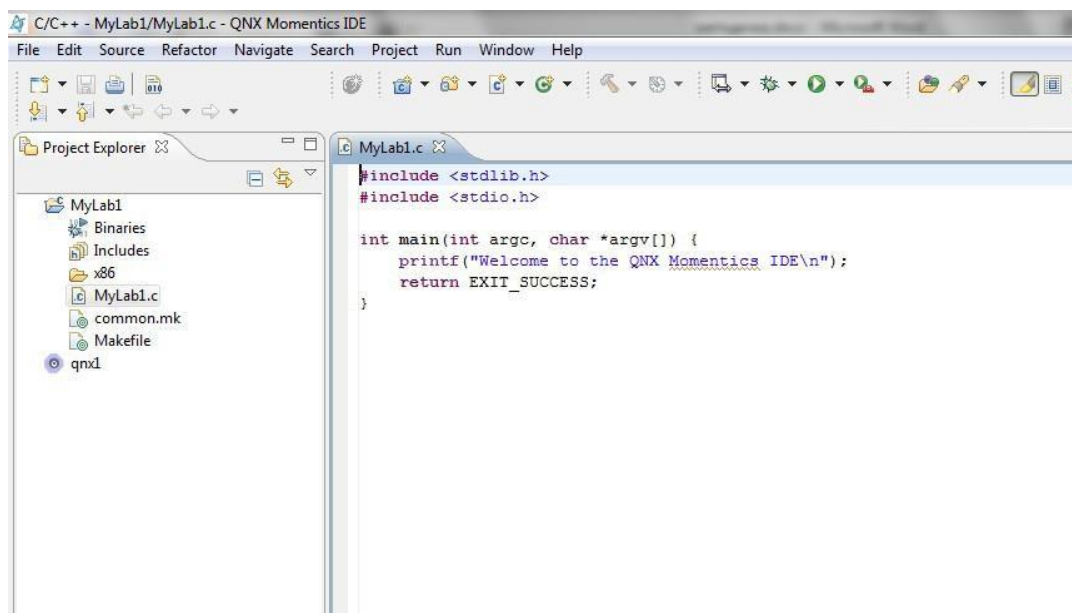 C/C++ - MyLab1/MyLab1.c - QNX Momentics IDE
File Edit Source Refactor Navigate Search Project Run Window Help
Project Explorer
MyLab1.c
MyLab1
Binaries
Includes
x86
MyLab1.c
common.mk
Makefile
qnx1
#include <stdlib.h>
#include <stdio.h>
int main(int argc, char *argv[]) {
    printf("Welcome to the QNX Momentics IDE\n");
    return EXIT_SUCCESS;
}